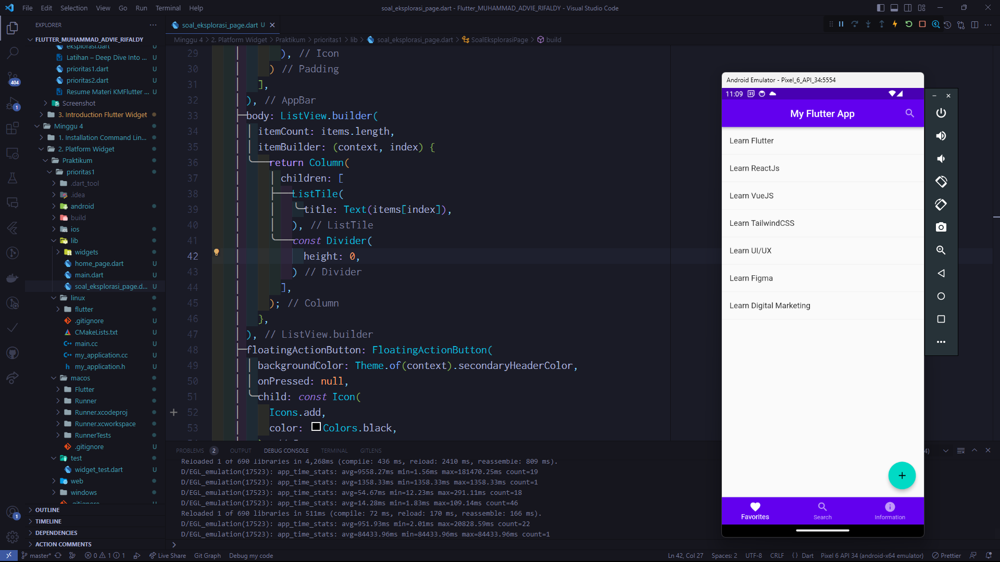 File Edit Selection View Go Run Terminal Help
soal_eksplorasi_page.dart - Flutter_MUHAMMAD_ADVIE_RIFALDY - Visual Studio Code
EXPLORER
FLUTTER_MUHAMMAD_ADVIE_RIFALDY
eksplorasi.dart U
Latihan – Deep Dive Into ... U
prioritas1.dart U
prioritas2.dart U
Resume Materi KMFlutter ... U
Screenshot
3. Introduction Flutter Widget
Minggu 4
1. Installation Command Lin...
2. Platform Widget
Praktikum
prioritas1
.dart_tool
.idea
android
build
ios
lib
widgets
home_page.dart U
main.dart U
soal_eksplorasi_page.d... U
linux
flutter
.gitignore U
CMakeLists.txt U
main.cc U
my_application.cc U
my_application.h U
macos
Flutter
Runner
Runner.xcodeproj
Runner.xcworkspace
RunnerTests
.gitignore U
test
widget_test.dart U
web
windows
.gitignore U
OUTLINE
TIMELINE
DEPENDENCIES
ACTION COMMENTS
404
1
1
soal_eksplorasi_page.dart U
Minggu 4 > 2. Platform Widget > Praktikum > prioritas1 > lib > soal_eksplorasi_page.dart > SoalEksplorasiPage > build
29 ), // Icon
30 ) // Padding
31 ],
32 ), // AppBar
33 body: ListView.builder(
34 itemCount: items.length,
35 itemBuilder: (context, index) {
36 return Column(
37 children: [
38 ListTile(
39 title: Text(items[index]),
40 ), // ListTile
41 const Divider(
42 height: 0,
43 ) // Divider
44 ],
45 ); // Column
46 },
47 ), // ListView.builder
48 floatingActionButton: FloatingActionButton(
49 backgroundColor: Theme.of(context).secondaryHeaderColor,
50 onPressed: null,
51 child: const Icon(
52 Icons.add,
53 color: Colors.black,
PROBLEMS 2 OUTPUT DEBUG CONSOLE TERMINAL GITLENS
4)
Reloaded 1 of 690 libraries in 4,268ms (compile: 436 ms, reload: 2410 ms, reassemble: 809 ms).
D/EGL_emulation(17523): app_time_stats: avg=9558.27ms min=1.56ms max=181470.25ms count=19
D/EGL_emulation(17523): app_time_stats: avg=1358.33ms min=1358.33ms max=1358.33ms count=1
D/EGL_emulation(17523): app_time_stats: avg=54.67ms min=12.23ms max=291.11ms count=18
D/EGL_emulation(17523): app_time_stats: avg=14.28ms min=1.83ms max=109.14ms count=46
Reloaded 1 of 690 libraries in 511ms (compile: 72 ms, reload: 170 ms, reassemble: 166 ms).
D/EGL_emulation(17523): app_time_stats: avg=951.93ms min=2.01ms max=20828.59ms count=22
D/EGL_emulation(17523): app_time_stats: avg=84433.96ms min=84433.96ms max=84433.96ms count=1
Android Emulator - Pixel_6_API_34:5554
11:09 31
My Flutter App
Learn Flutter
Learn ReactJs
Learn VueJS
Learn TailwindCSS
Learn UI/UX
Learn Figma
Learn Digital Marketing
Favorites Search Information
master* 0 1 1 Live Share Git Graph Debug my code
Ln 42, Col 27 Spaces: 2 UTF-8 CRLF { } Dart Pixel 6 API 34 (android-x64 emulator) Prettier